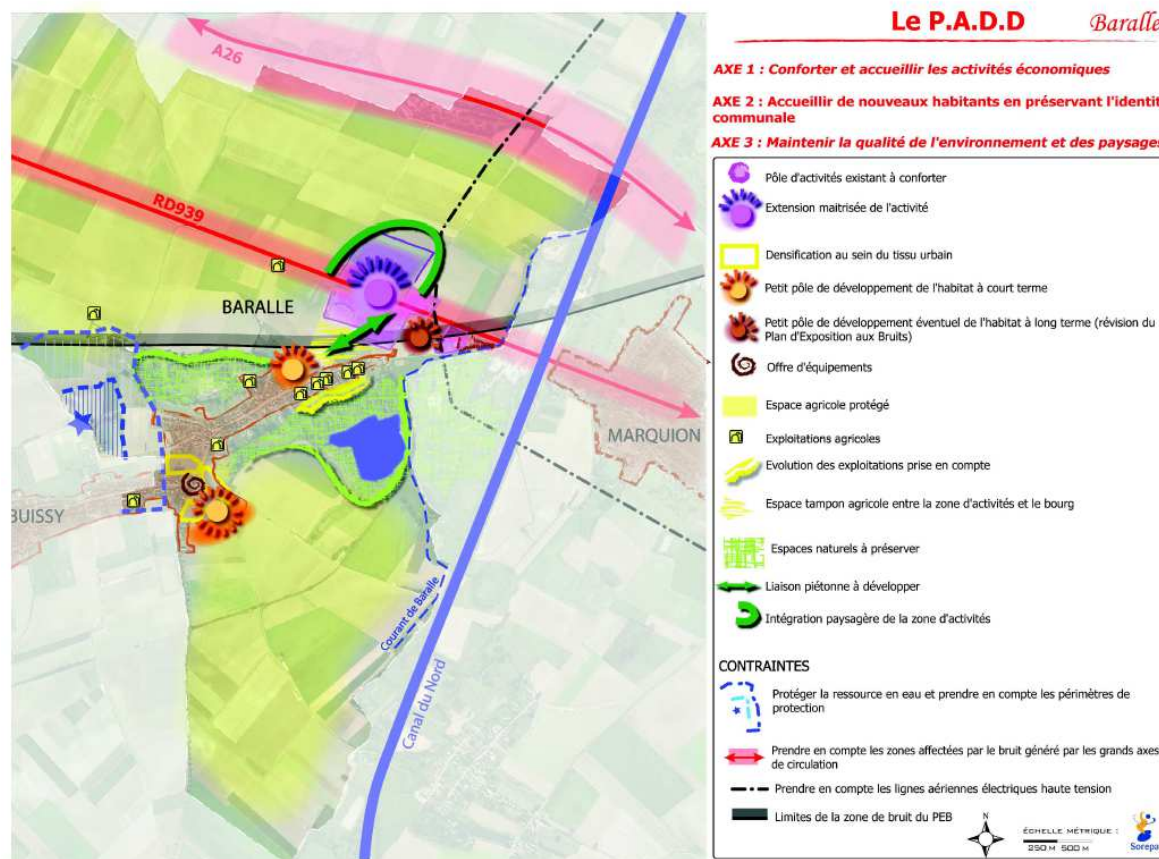 Le P.A.D.D Baralle
AXE 1 : Conforter et accueillir les activités économiques
AXE 2 : Accueillir de nouveaux habitants en préservant l'identit
communale
AXE 3 : Maintenir la qualité de l'environnement et des paysages
Pôle d'activités existant à conforter
Extension maitrisée de l'activité
Densification au sein du tissu urbain
Petit pôle de développement de l'habitat à court terme
Petit pôle de développement éventuel de l'habitat à long terme (révision du
Plan d'Exposition aux Bruits)
Offre d'équipements
Espace agricole protégé
Exploitations agricoles
Evolution des exploitations prise en compte
Espace tampon agricole entre la zone d'activités et le bourg
Espaces naturels à préserver
Liaison piétonne à développer
Intégration paysagère de la zone d'activités
CONTRAINTES
Protéger la ressource en eau et prendre en compte les périmètres de
protection
Prendre en compte les zones affectées par le bruit généré par les grands axes
de circulation
Prendre en compte les lignes aériennes électriques haute tension
Limites de la zone de bruit du PEB
N
ÉCHELLE MÉTRIQUE :
250 M 500 M
Sorepa
A26
RD939
BARALLE
MARQUION
BUISSY
Courant de Baralle
Canal du Nord